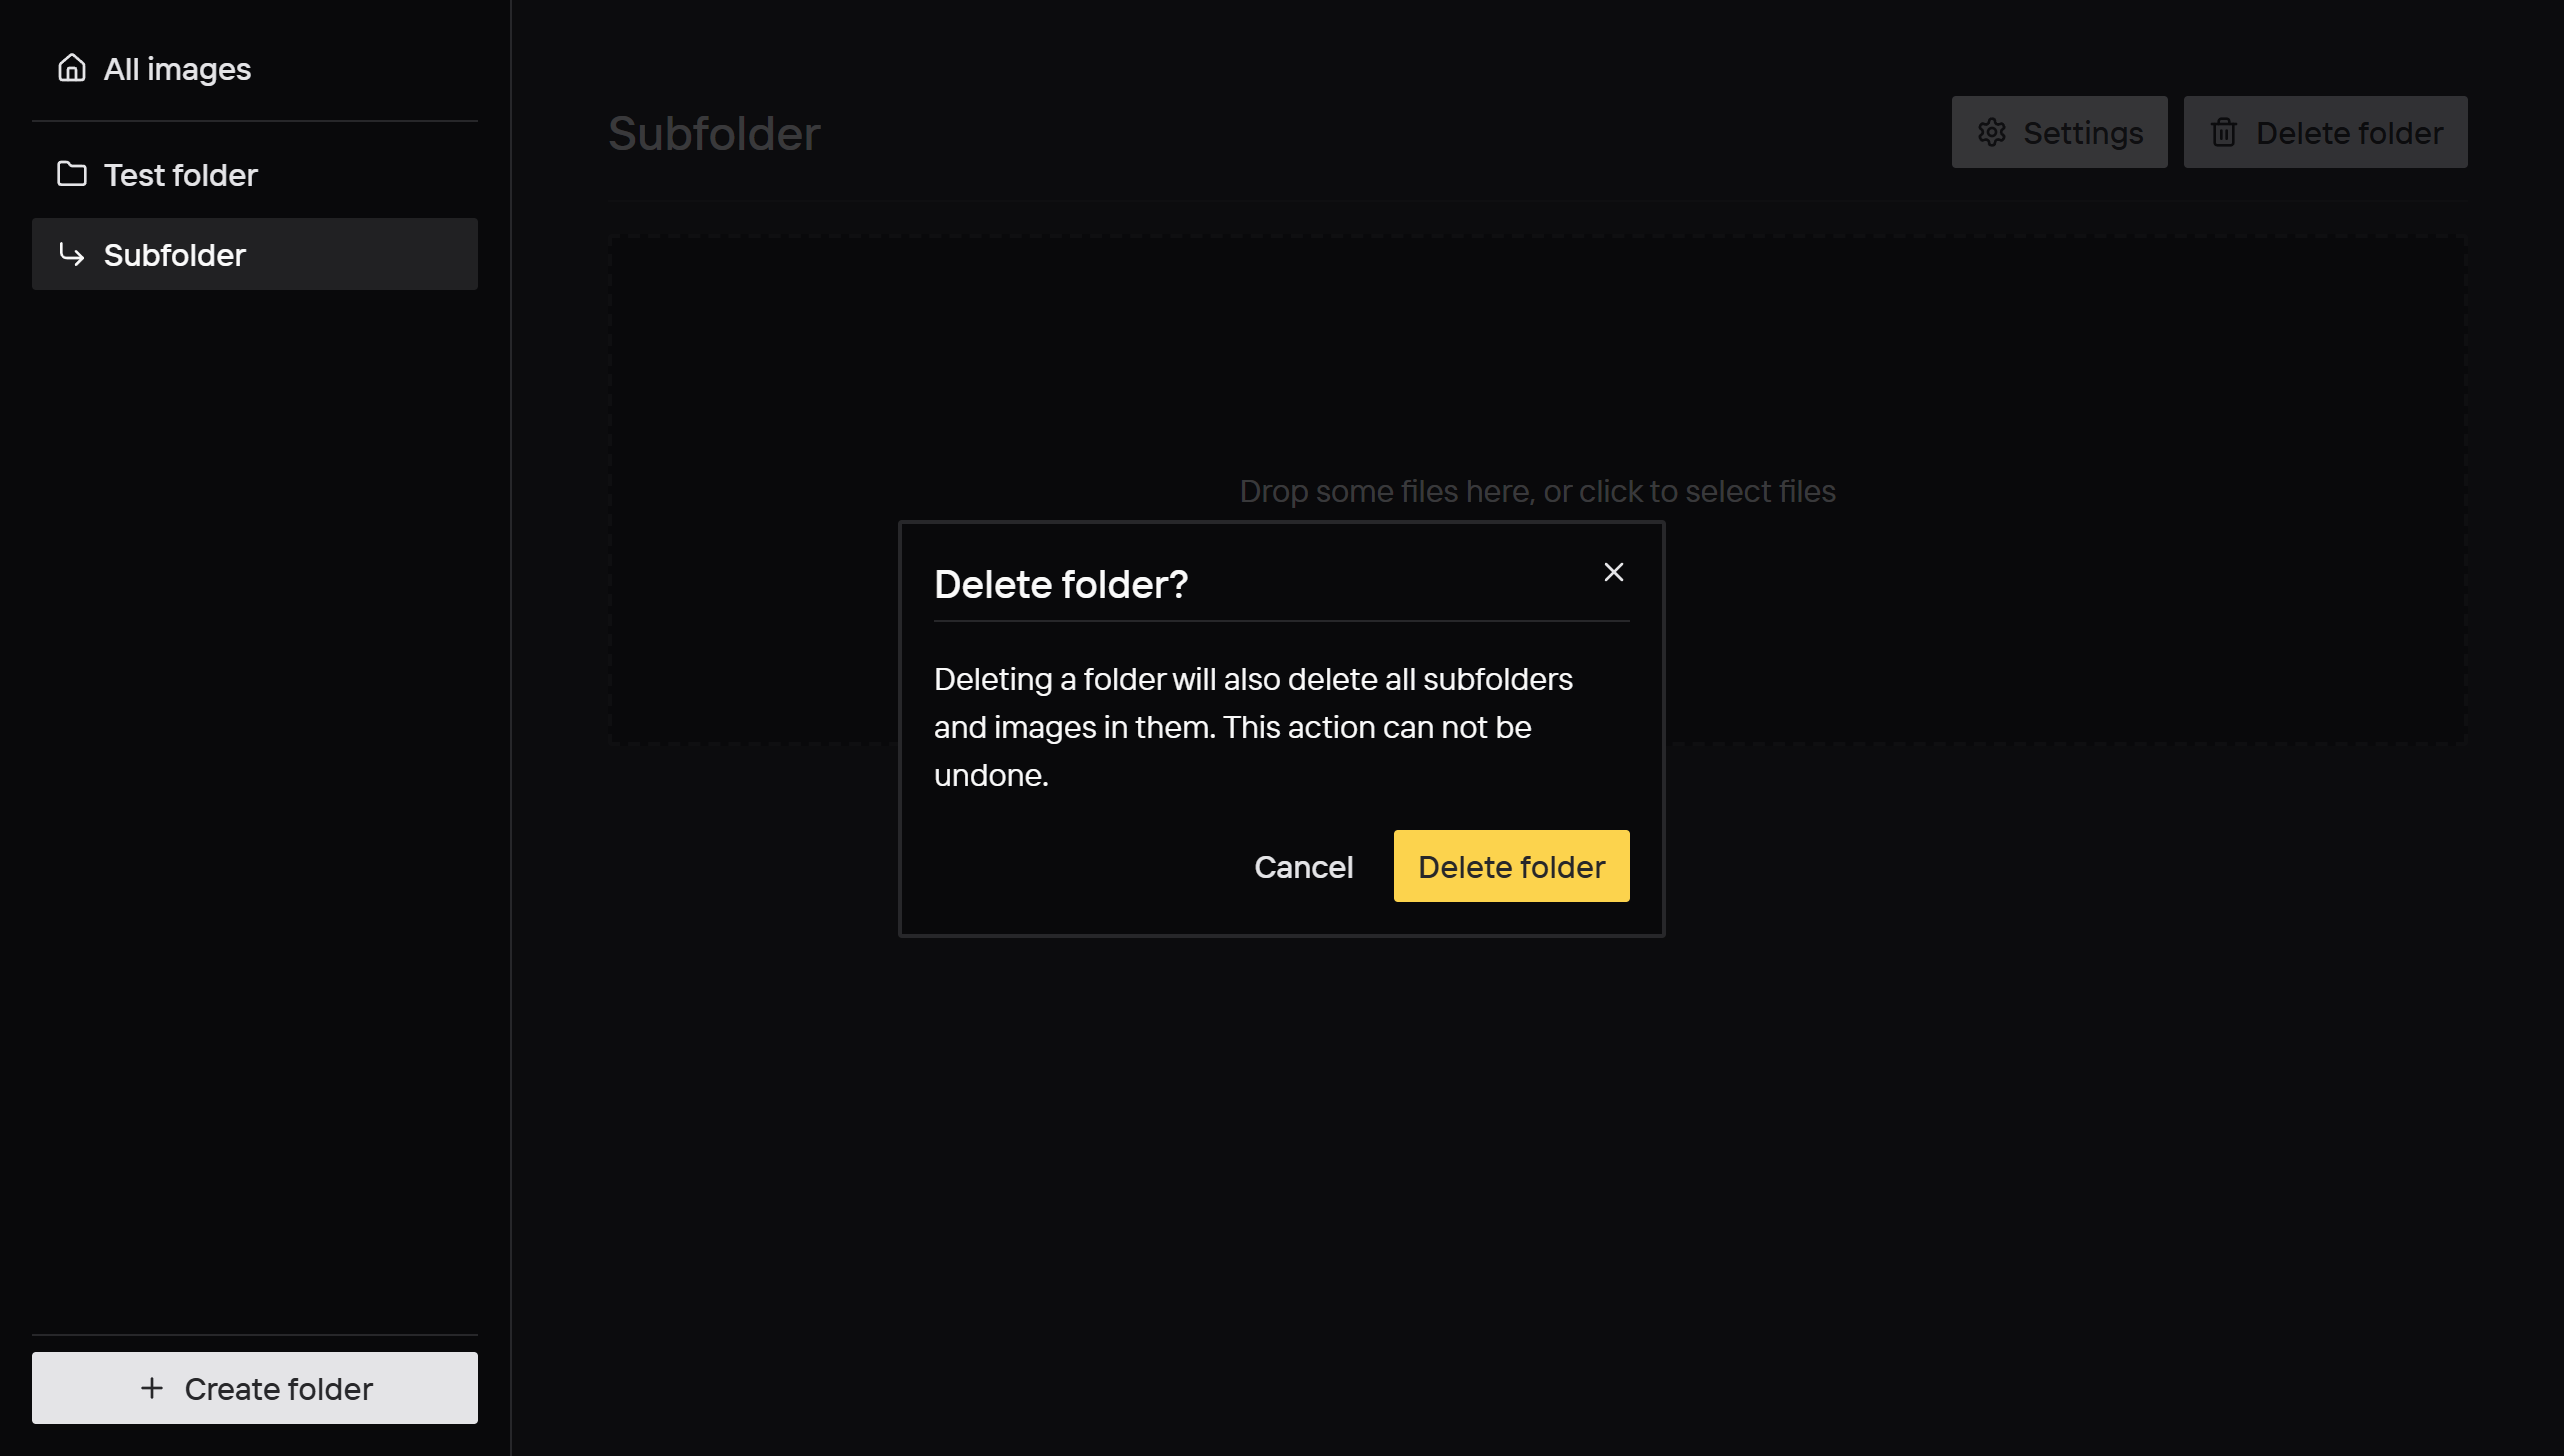 All images
Test folder
Subfolder
Create folder
Subfolder
Settings
Delete folder
Drop some files here, or click to select files
Delete folder?
Deleting a folder will also delete all subfolders
and images in them. This action can not be
undone.
Cancel
Delete folder